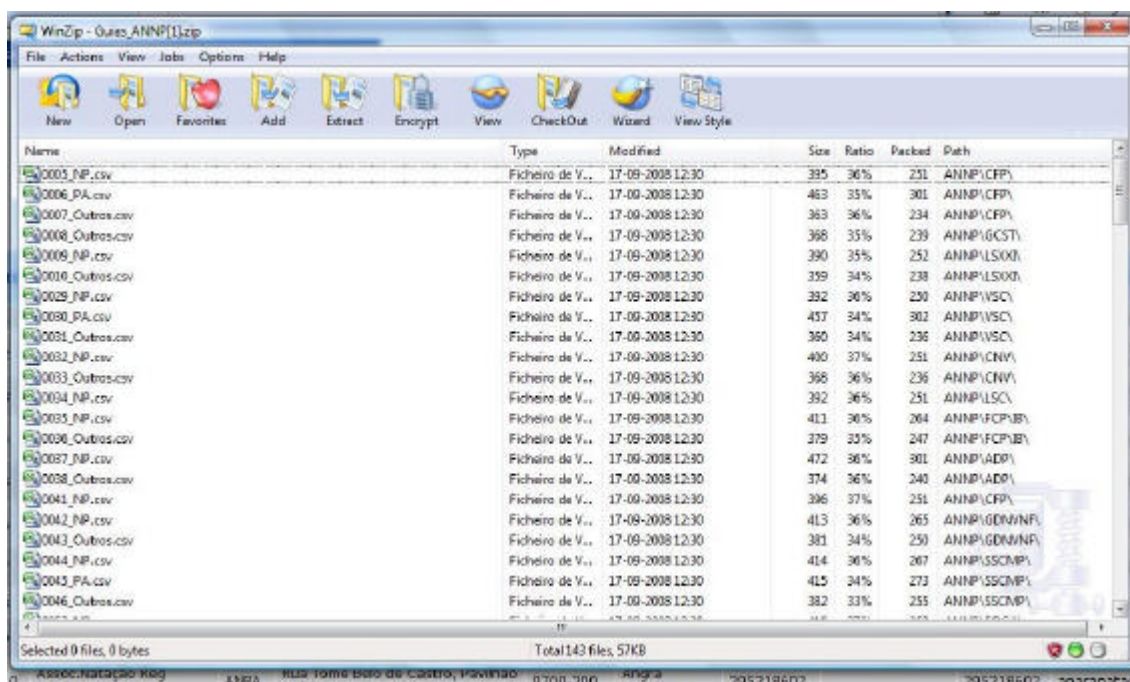 WinZip - Guies_ANNP[1].zip
File Actions View Jobs Options Help
New Open Favorites Add Extract Encrypt View CheckOut Wizard View Style
Name Type Modified Size Ratio Packed Path
0005_NP.csv Ficheiro de V... 17-09-2008 12:30 395 36% 251 ANNP\CFP\
0006_PA.csv Ficheiro de V... 17-09-2008 12:30 463 35% 301 ANNP\CFP\
0007_Outros.csv Ficheiro de V... 17-09-2008 12:30 363 36% 234 ANNP\CFP\
0008_Outros.csv Ficheiro de V... 17-09-2008 12:30 368 35% 239 ANNP\GCST\
0009_NP.csv Ficheiro de V... 17-09-2008 12:30 390 35% 252 ANNP\LSXXI\
0010_Outros.csv Ficheiro de V... 17-09-2008 12:30 359 34% 238 ANNP\LSXXI\
0029_NP.csv Ficheiro de V... 17-09-2008 12:30 392 36% 250 ANNP\VSC\
0030_PA.csv Ficheiro de V... 17-09-2008 12:30 457 34% 302 ANNP\VSC\
0031_Outros.csv Ficheiro de V... 17-09-2008 12:30 360 34% 236 ANNP\VSC\
0032_NP.csv Ficheiro de V... 17-09-2008 12:30 400 37% 251 ANNP\CNV\
0033_Outros.csv Ficheiro de V... 17-09-2008 12:30 368 36% 236 ANNP\CNV\
0034_NP.csv Ficheiro de V... 17-09-2008 12:30 392 36% 251 ANNP\LSC\
0035_NP.csv Ficheiro de V... 17-09-2008 12:30 411 36% 264 ANNP\FCP\IB\
0036_Outros.csv Ficheiro de V... 17-09-2008 12:30 379 35% 247 ANNP\FCP\IB\
0037_NP.csv Ficheiro de V... 17-09-2008 12:30 472 36% 301 ANNP\ADP\
0038_Outros.csv Ficheiro de V... 17-09-2008 12:30 374 36% 240 ANNP\ADP\
0041_NP.csv Ficheiro de V... 17-09-2008 12:30 396 37% 251 ANNP\CFP\
0042_NP.csv Ficheiro de V... 17-09-2008 12:30 413 36% 265 ANNP\GDNVNF\
0043_Outros.csv Ficheiro de V... 17-09-2008 12:30 381 34% 250 ANNP\GDNVNF\
0044_NP.csv Ficheiro de V... 17-09-2008 12:30 414 36% 267 ANNP\SSCMP\
0045_PA.csv Ficheiro de V... 17-09-2008 12:30 415 34% 273 ANNP\SSCMP\
0046_Outros.csv Ficheiro de V... 17-09-2008 12:30 382 33% 255 ANNP\SSCMP\
Selected 0 files, 0 bytes Total 143 files, 57KB
Assoc.Natação Reg Rua Tomé Belo de Castro, Pavilhão 9700-200 Angra 295218602 295218602